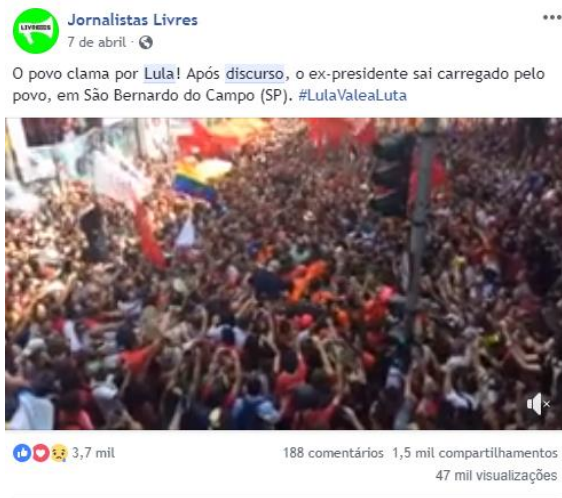 LIVRES
Jornalistas Livres
7 de abril ·
O povo clama por Lula! Após discurso, o ex-presidente sai carregado pelo
povo, em São Bernardo do Campo (SP). #LulaValeaLuta
3,7 mil
188 comentários 1,5 mil compartilhamentos
47 mil visualizações